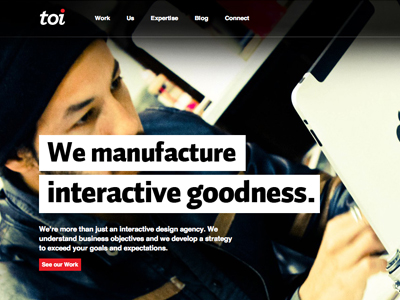 toi Work Us Expertise Blog Connect
We manufacture
interactive goodness.
We're more than just an interactive design agency. We
understand business objectives and we develop a strategy
to exceed your goals and expectations.
See our Work